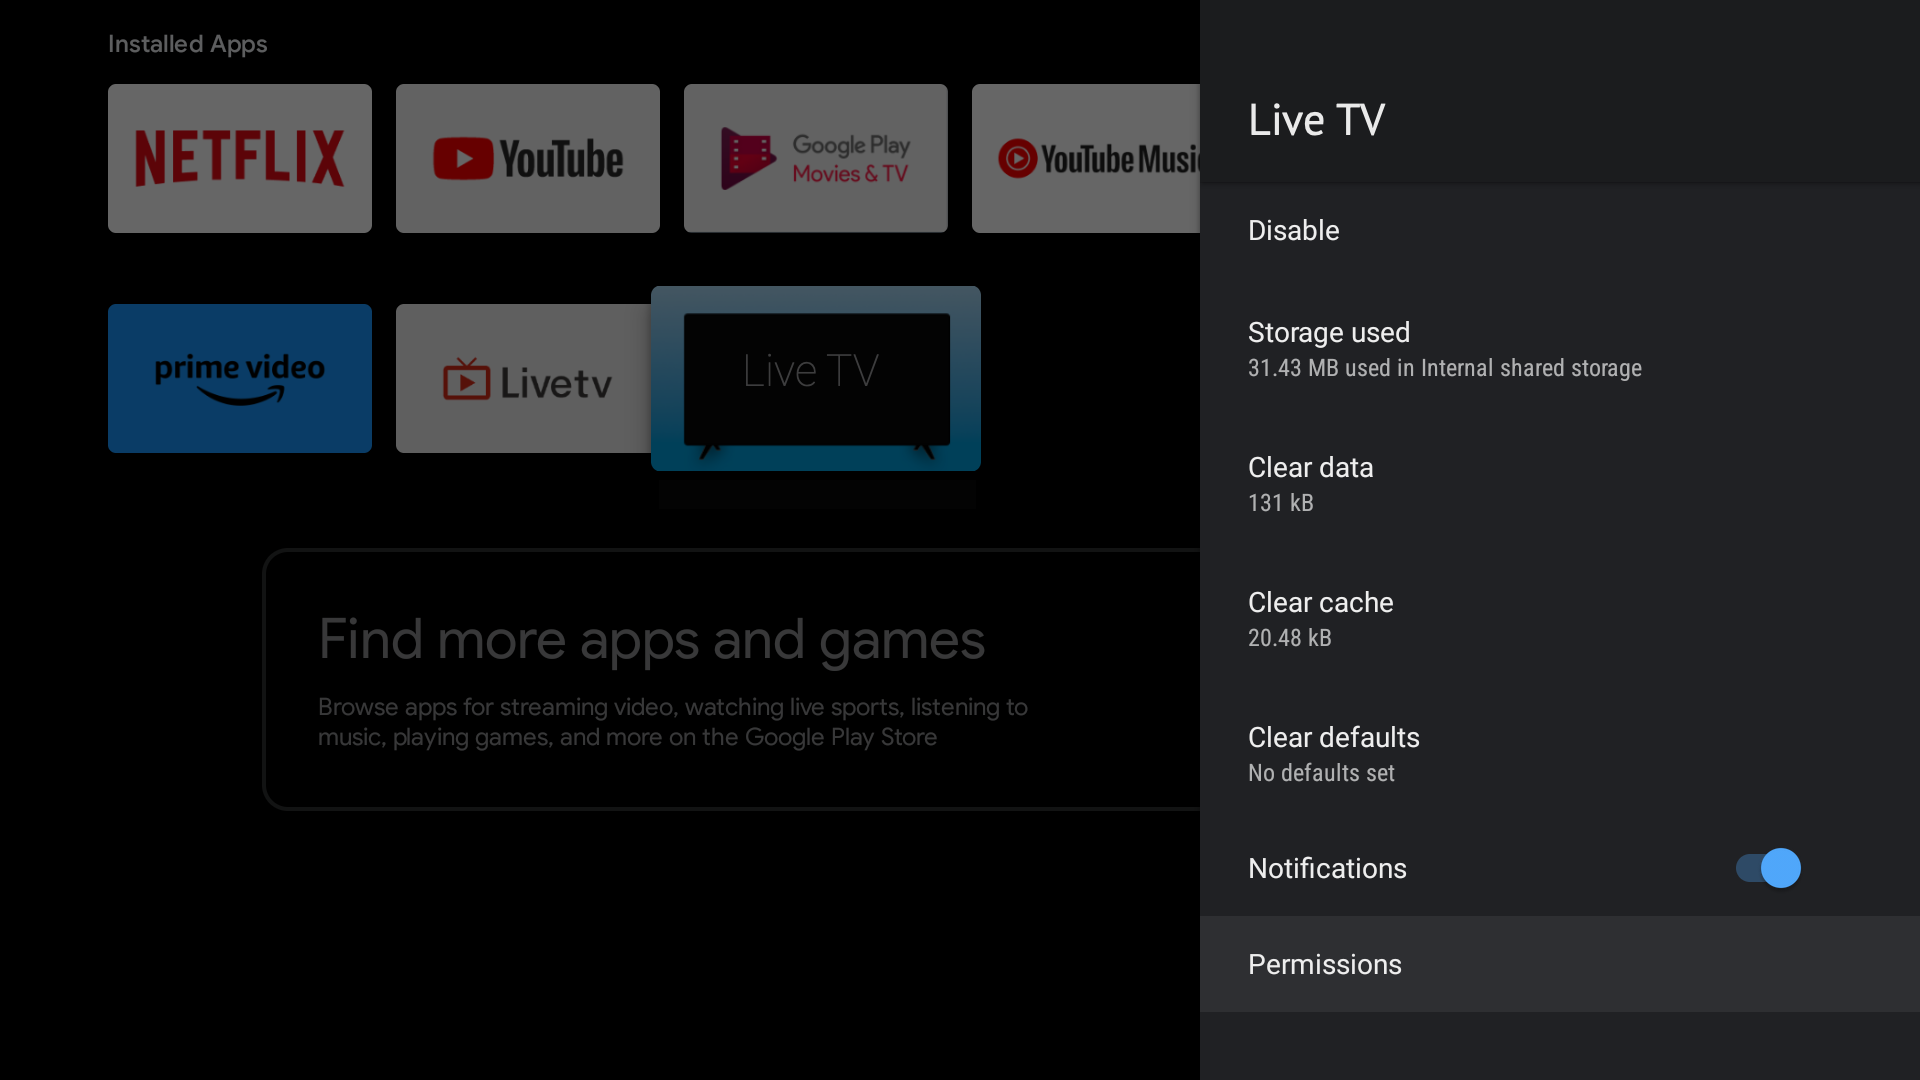 Installed Apps
NETFLIX
YouTube
Google Play
Movies & TV
YouTube Music
prime video
Livetv
Live TV
Find more apps and games
Browse apps for streaming video, watching live sports, listening to
music, playing games, and more on the Google Play Store
Live TV
Disable
Storage used
31.43 MB used in Internal shared storage
Clear data
131 kB
Clear cache
20.48 kB
Clear defaults
No defaults set
Notifications
Permissions